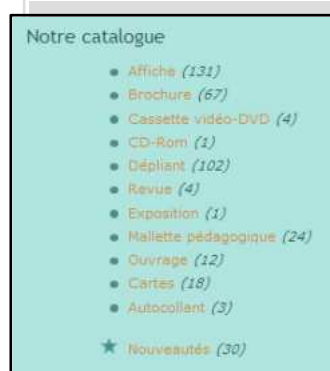 Notre catalogue
Affiche (131)
Brochure (67)
Cassette vidéo-DVD (4)
CD-Rom (1)
Dépliant (102)
Revue (4)
Exposition (1)
Mallette pédagogique (24)
Ouvrage (12)
Cartes (18)
Autocollant (3)
Nouveautés (30)